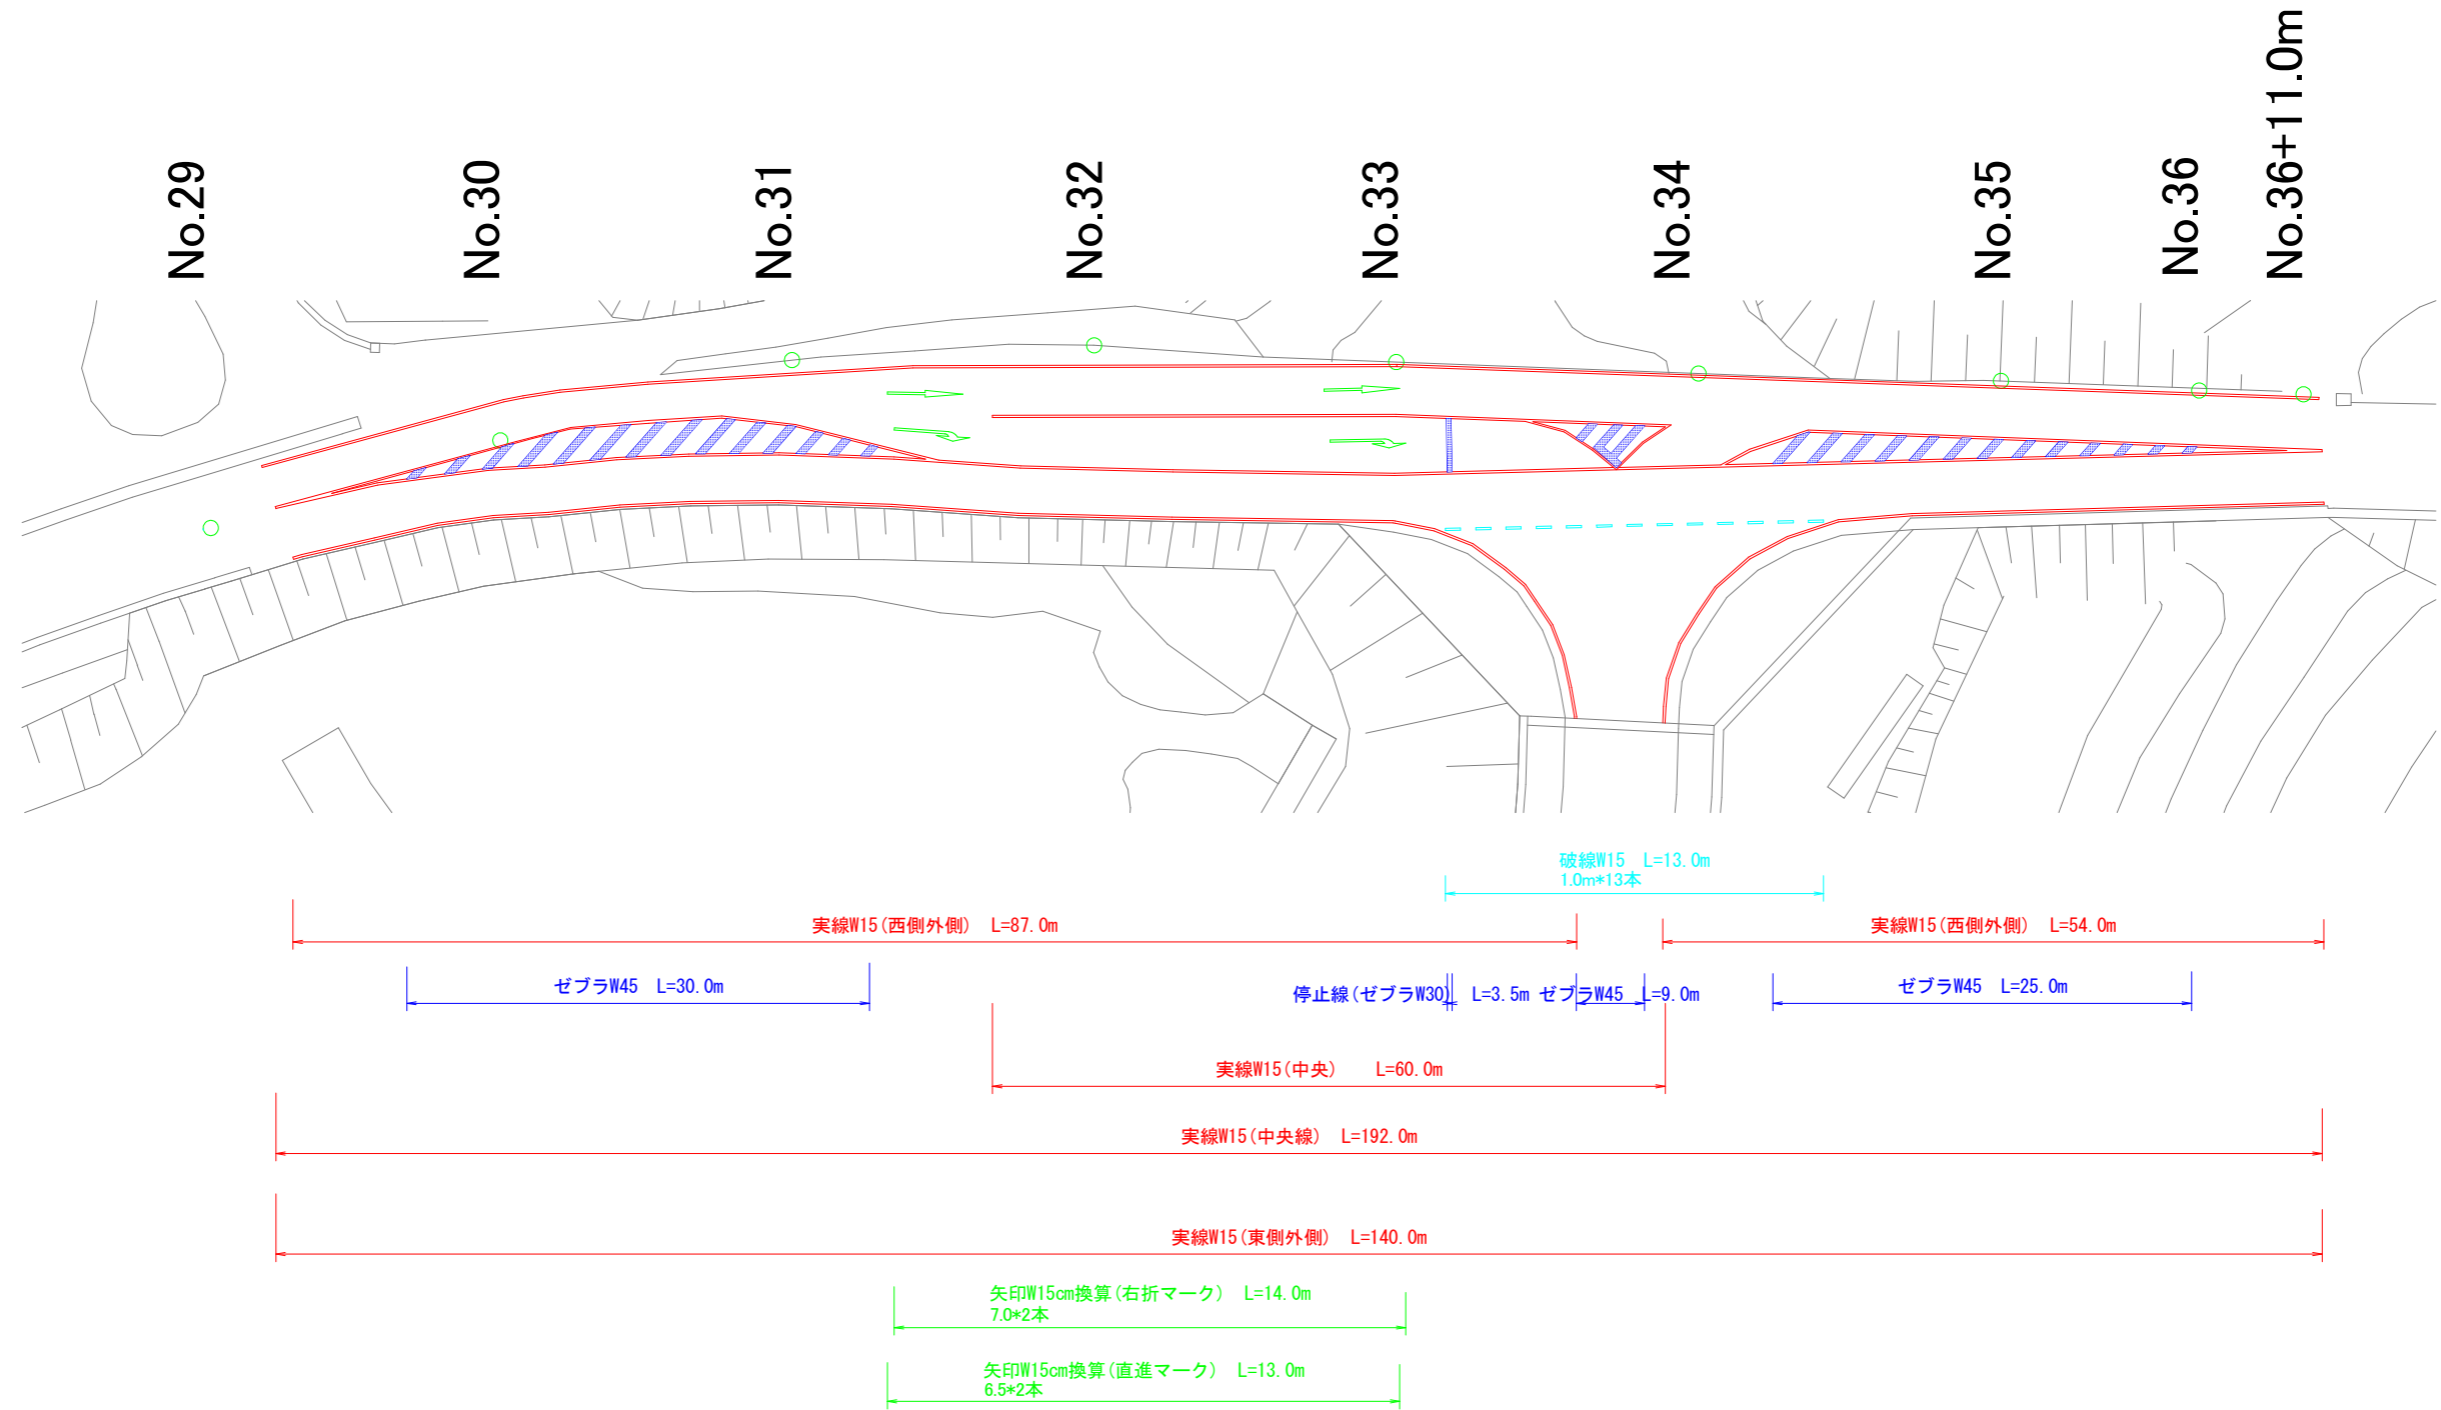 No.29
No.30
No.31
No.32
No.33
No.34
No.35
No.36
No.36+11.0m
破線W15 L=13.0m
1.0m*13本
実線W15(西側外側) L=87.0m
実線W15(西側外側) L=54.0m
ゼブラW45 L=30.0m
停止線(ゼブラW30) L=3.5m
ゼブラW45 L=9.0m
ゼブラW45 L=25.0m
実線W15(中央) L=60.0m
実線W15(中央線) L=192.0m
実線W15(東側外側) L=140.0m
矢印W15cm換算(右折マーク) L=14.0m
7.0*2本
矢印W15cm換算(直進マーク) L=13.0m
6.5*2本